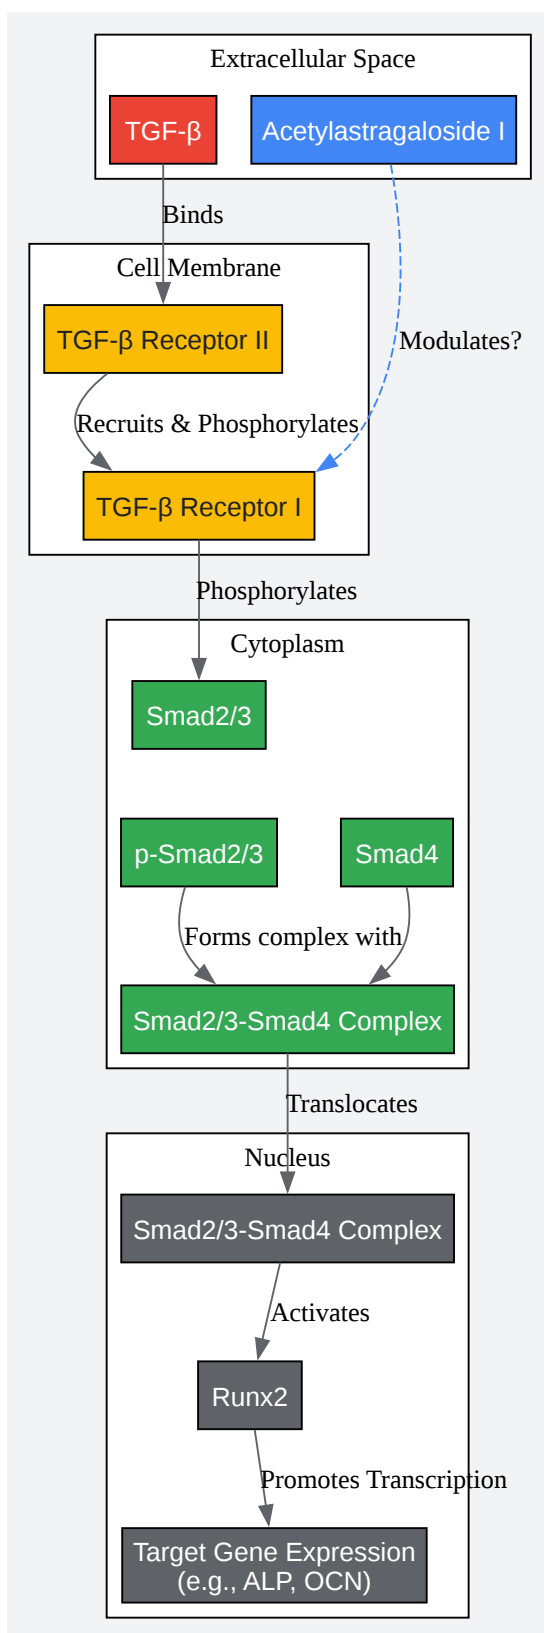 Extracellular Space
TGF-β
Acetylastragaloside I
Binds
Cell Membrane
TGF-β Receptor II
Modulates?
Recruits & Phosphorylates
TGF-β Receptor I
Phosphorylates
Cytoplasm
Smad2/3
p-Smad2/3
Smad4
Forms complex with
Smad2/3-Smad4 Complex
Translocates
Nucleus
Smad2/3-Smad4 Complex
Activates
Runx2
Promotes Transcription
Target Gene Expression
(e.g., ALP, OCN)